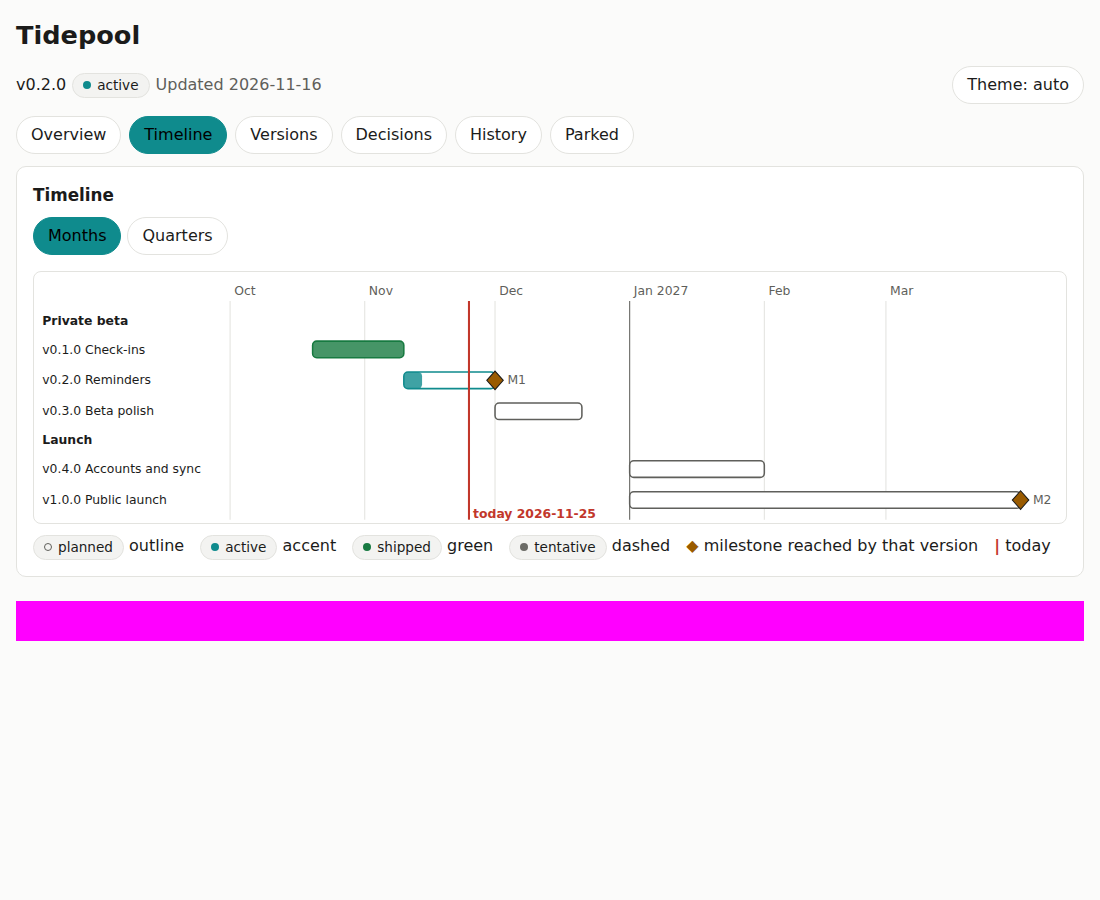 Tidepool
v0.2.0 active Updated 2026-11-16 Theme: auto
Overview Timeline Versions Decisions History Parked
Timeline
Months Quarters
Oct Nov Dec Jan 2027 Feb Mar
Private beta
v0.1.0 Check-ins
v0.2.0 Reminders M1
v0.3.0 Beta polish
Launch
v0.4.0 Accounts and sync
v1.0.0 Public launch M2
today 2026-11-25
planned outline active accent shipped green tentative dashed milestone reached by that version today